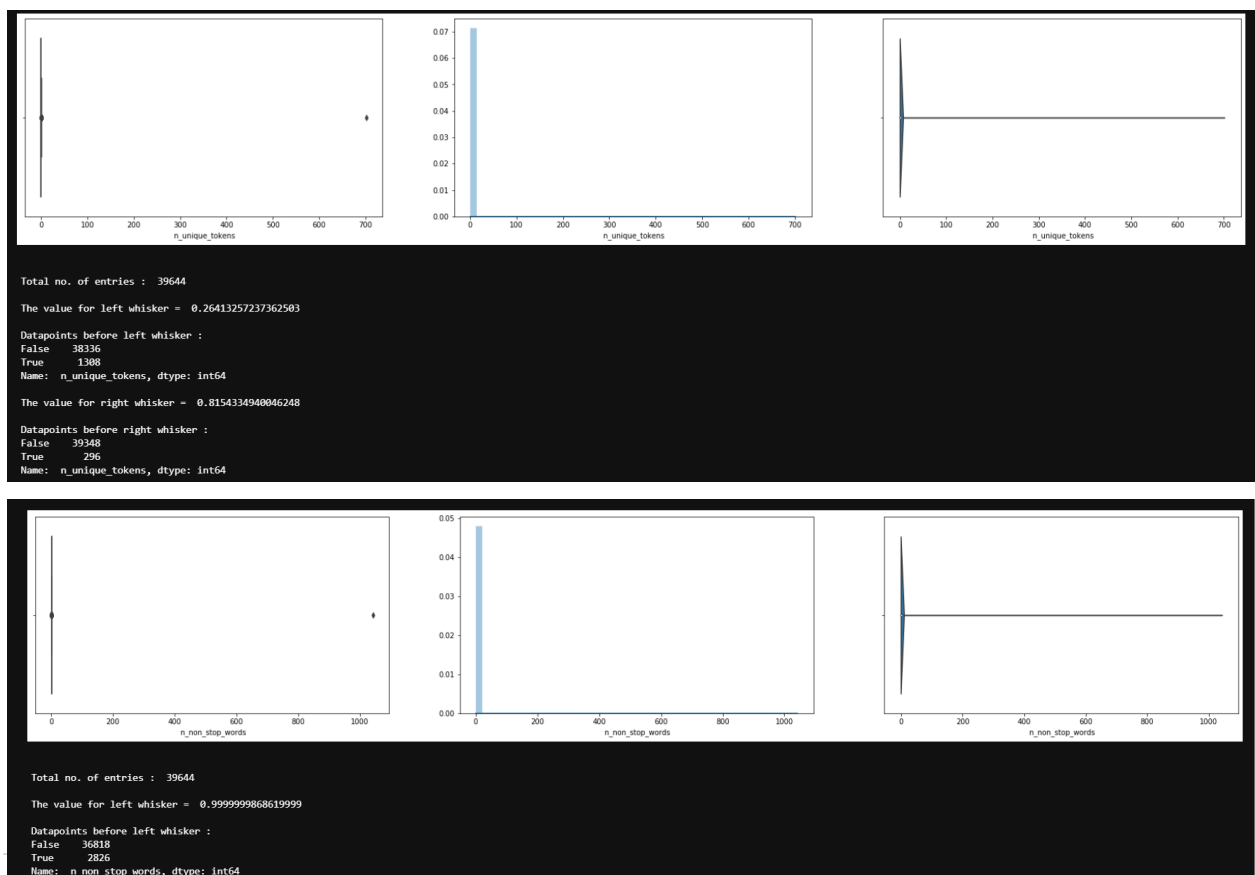 0.07
0.06
0.05
0.04
0.03
0.02
0.01
0.00
0 100 200 300 400 500 600 700
n_unique_tokens
0 100 200 300 400 500 600 700
n_unique_tokens
0 100 200 300 400 500 600 700
n_unique_tokens
Total no. of entries :  39644
The value for left whisker =  0.26413257237362503
Datapoints before left whisker :
False    38336
True      1308
Name:  n_unique_tokens, dtype: int64
The value for right whisker =  0.8154334940046248
Datapoints before right whisker :
False    39348
True       296
Name:  n_unique_tokens, dtype: int64
0.05
0.04
0.03
0.02
0.01
0.00
0 200 400 600 800 1000
n_non_stop_words
0 200 400 600 800 1000
n_non_stop_words
0 200 400 600 800 1000
n_non_stop_words
Total no. of entries :  39644
The value for left whisker =  0.9999999868619999
Datapoints before left whisker :
False    36818
True      2826
Name:  n_non_stop_words, dtype: int64